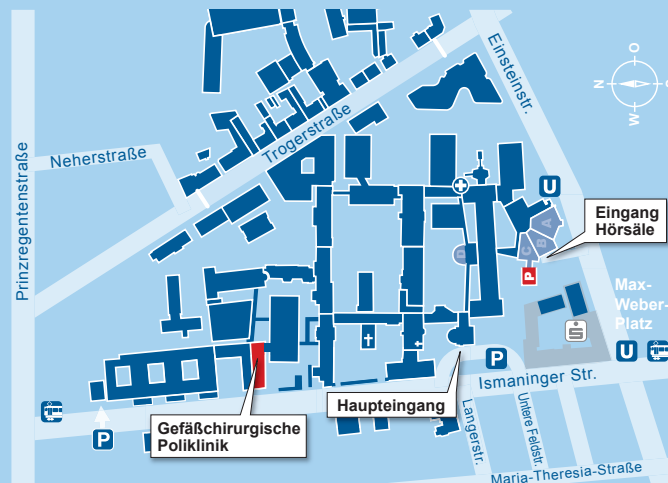 Einsteinstr.
O
N
S
W
Trogerstraße
Neherstraße
Prinzregentenstraße
U
Eingang
Hörsäle
A
B
C
D
P
Max-
Weber-
Platz
S
U
P
Ismaninger Str.
Haupteingang
Gefäßchirurgische
Poliklinik
P
Langerstr.
Untere Feldstr.
Maria-Theresia-Straße